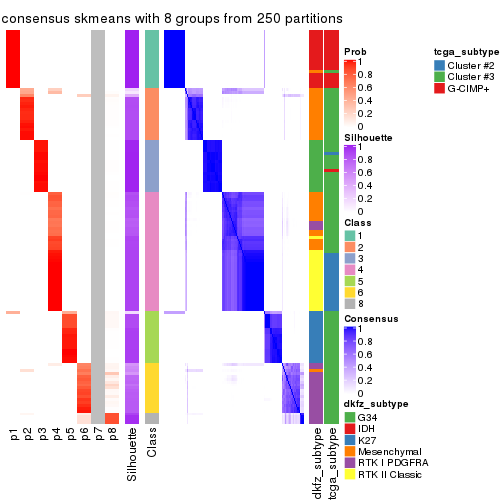 consensus skmeans with 8 groups from 250 partitions
Prob
1
0.8
0.6
0.4
0.2
0
Silhouette
1
0.8
0.6
0.4
0.2
0
Class
1
2
3
4
5
6
8
Consensus
1
0.8
0.6
0.4
0.2
0
dkfz_subtype
G34
IDH
K27
Mesenchymal
RTK I PDGFRA
RTK II Classic
tcga_subtype
Cluster #2
Cluster #3
G-CIMP+
p1
p2
p3
p4
p5
p6
p7
p8
Silhouette
Class
dkfz_subtype
tcga_subtype